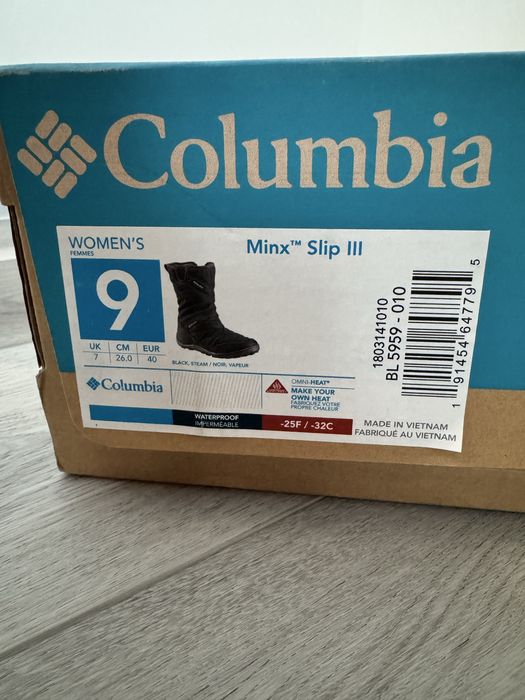 Columbia
WOMEN'S
FEMMES
Minx™ Slip III
9
UK CM EUR
7 26.0 40
BLACK, STEAM / NOIR, VAPEUR
1803141010
BL 5959 - 010
1 91454 64779 5
Columbia
OMNI-HEAT®
MAKE YOUR
OWN HEAT
FABRIQUEZ VOTRE
PROPRE CHALEUR
WATERPROOF
IMPERMÉABLE
-25F / -32C
MADE IN VIETNAM
FABRIQUÉ AU VIETNAM